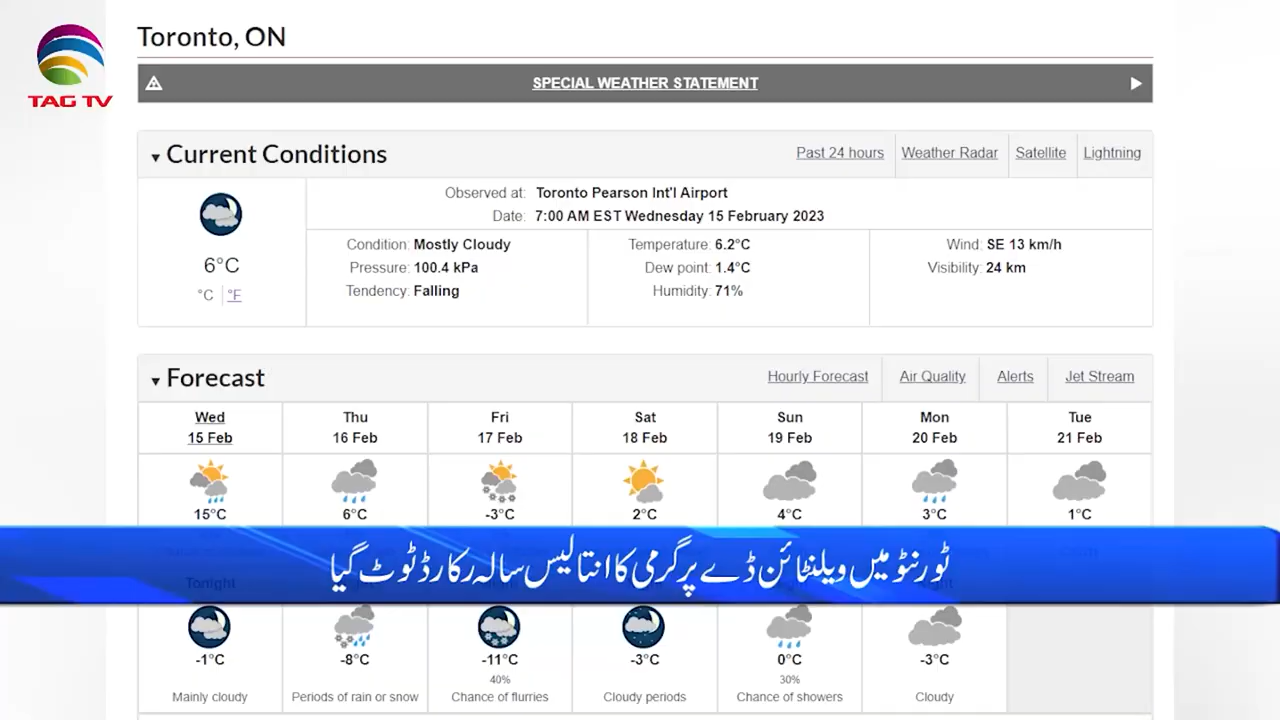 TAG TV
Toronto, ON
SPECIAL WEATHER STATEMENT
Current Conditions
Past 24 hours Weather Radar Satellite Lightning
6°C
°C °F
Observed at: Toronto Pearson Int'l Airport
Date: 7:00 AM EST Wednesday 15 February 2023
Condition: Mostly Cloudy
Pressure: 100.4 kPa
Tendency: Falling
Temperature: 6.2°C
Dew point: 1.4°C
Humidity: 71%
Wind: SE 13 km/h
Visibility: 24 km
Forecast
Hourly Forecast Air Quality Alerts Jet Stream
Wed Thu Fri Sat Sun Mon Tue
15 Feb 16 Feb 17 Feb 18 Feb 19 Feb 20 Feb 21 Feb
15°C 6°C -3°C 2°C 4°C 3°C 1°C
ٹورنٹو میں ویلنٹائن ڈے پر گرمی کا انتالیس سالہ رکارڈ ٹوٹ گیا
Tonight
-1°C -8°C -11°C -3°C 0°C -3°C
40% 30%
Mainly cloudy Periods of rain or snow Chance of flurries Cloudy periods Chance of showers Cloudy